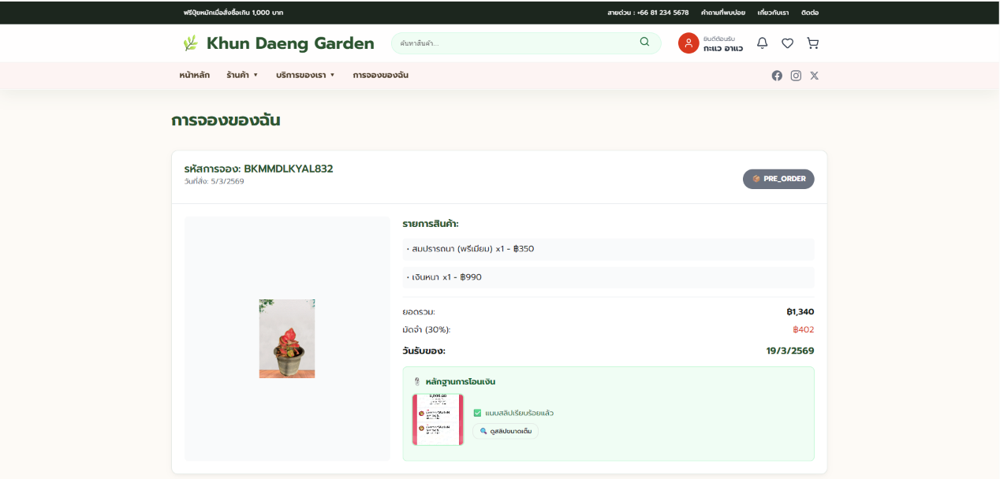 ฟรีปุ๋ยหมักเมื่อสั่งซื้อเกิน 1,000 บาท
สายด่วน : +66 81 234 5678 คำถามที่พบบ่อย เกี่ยวกับเรา ติดต่อ
Khun Daeng Garden
ค้นหาสินค้า...
ยินดีต้อนรับ
กะแว อาแว
หน้าหลัก ร้านค้า ▼ บริการของเรา ▼ การจองของฉัน
การจองของฉัน
รหัสการจอง: BKMMDLKYAL832
วันที่สั่ง: 5/3/2569
PRE_ORDER
รายการสินค้า:
• สมปรารถนา (พรีเมียม) x1 - ฿350
• เงินหนา x1 - ฿990
ยอดรวม: ฿1,340
มัดจำ (30%): ฿402
วันรับของ: 19/3/2569
หลักฐานการโอนเงิน
แนบสลิปเรียบร้อยแล้ว
ดูสลิปขนาดเต็ม